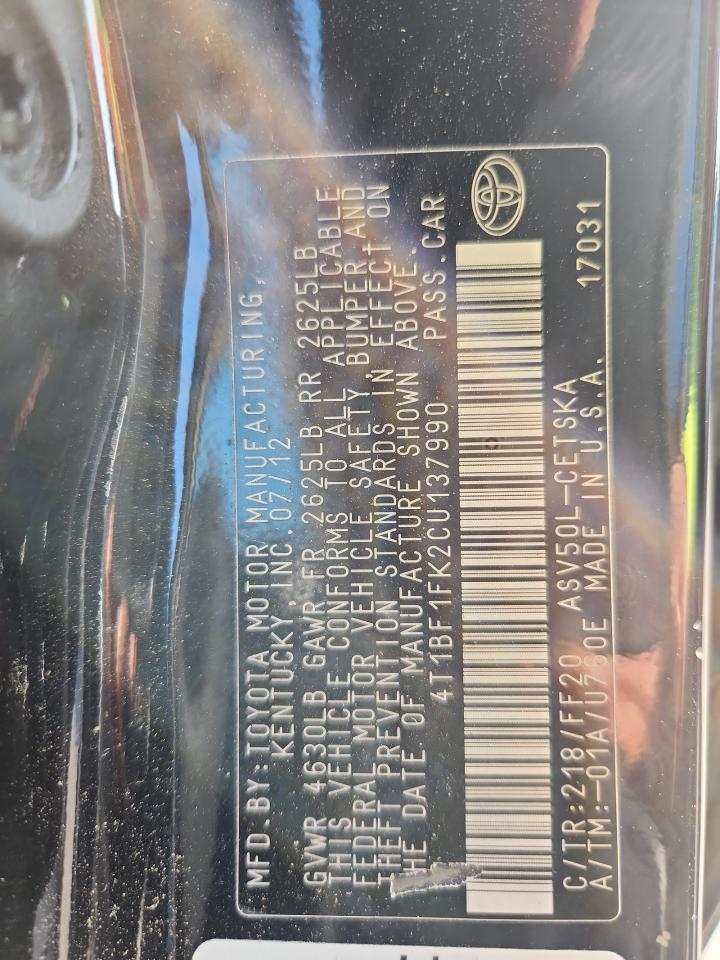 MFD.BY:TOYOTA MOTOR MANUFACTURING,
KENTUCKY, INC. 07/12
GVWR 4630LB GAWR FR 2625LB RR 2625LB
THIS VEHICLE CONFORMS TO ALL APPLICABLE
FEDERAL MOTOR VEHICLE SAFETY, BUMPER AND
THEFT PREVENTION STANDARDS IN EFFECT ON
THE DATE OF MANUFACTURE SHOWN ABOVE.
4T1BF1FK2CU137990 PASS.CAR
C/TR:218/FF20 ASV50L-CETSKA
A/TM:-01A/U760E MADE IN U.S.A. 17031